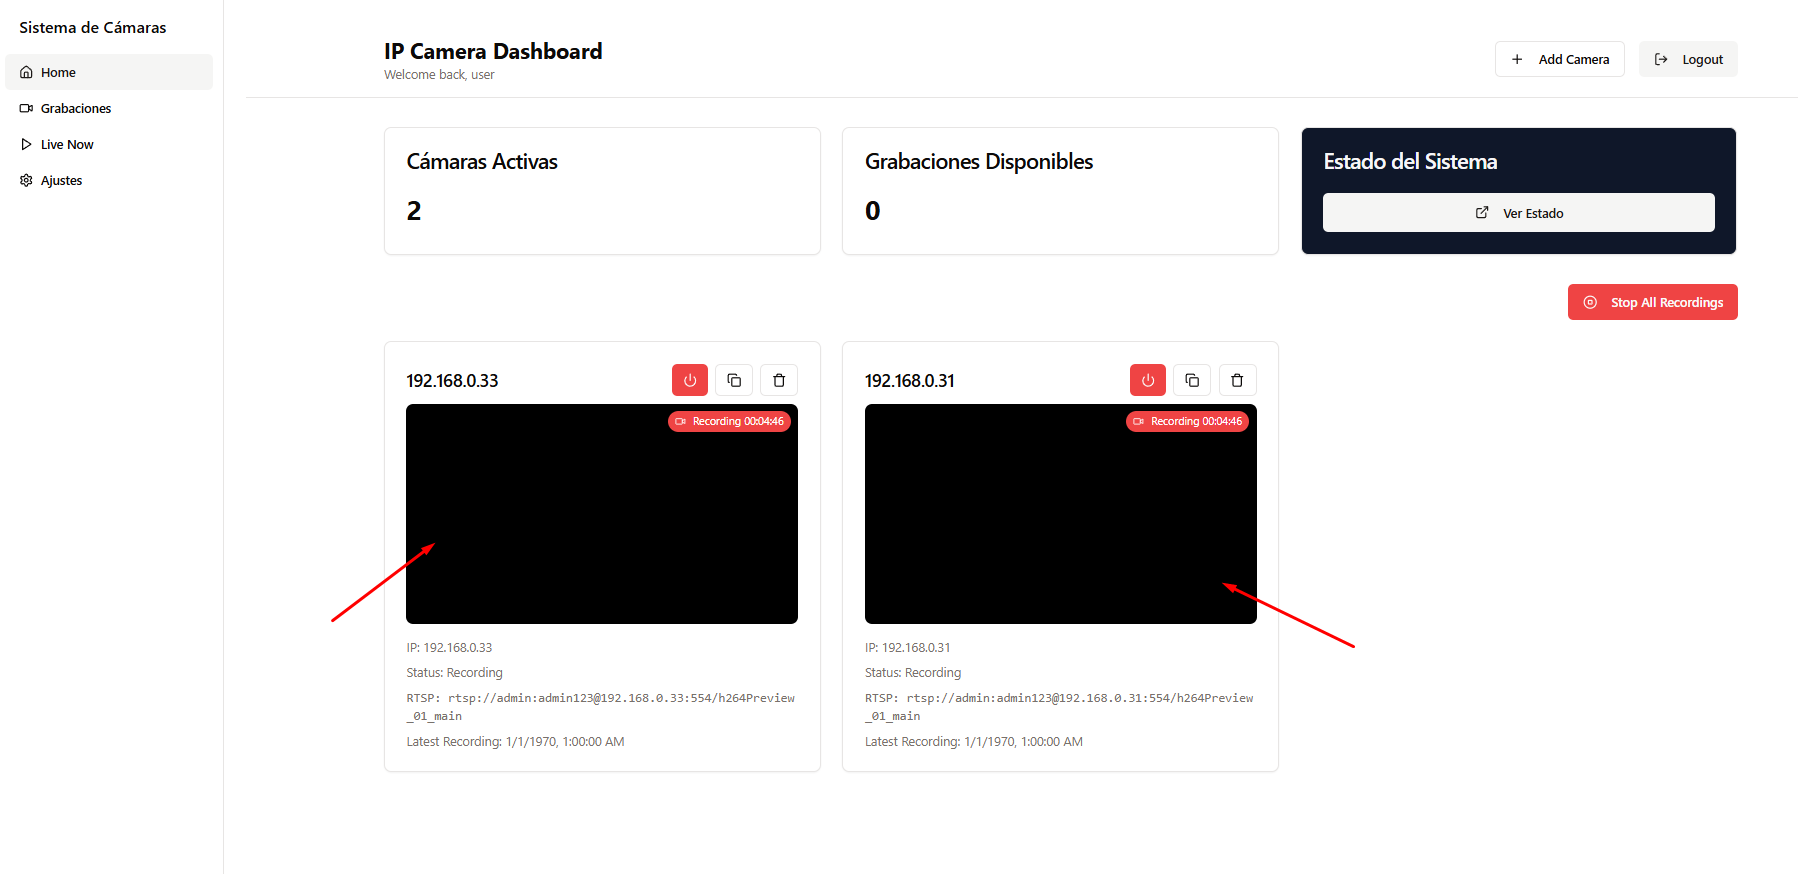 Sistema de Cámaras
Home
Grabaciones
Live Now
Ajustes
IP Camera Dashboard
Welcome back, user
Add Camera
Logout
Cámaras Activas
2
Grabaciones Disponibles
0
Estado del Sistema
Ver Estado
Stop All Recordings
192.168.0.33
Recording 00:04:46
IP: 192.168.0.33
Status: Recording
RTSP: rtsp://admin:admin123@192.168.0.33:554/h264Preview
_01_main
Latest Recording: 1/1/1970, 1:00:00 AM
192.168.0.31
Recording 00:04:46
IP: 192.168.0.31
Status: Recording
RTSP: rtsp://admin:admin123@192.168.0.31:554/h264Preview
_01_main
Latest Recording: 1/1/1970, 1:00:00 AM